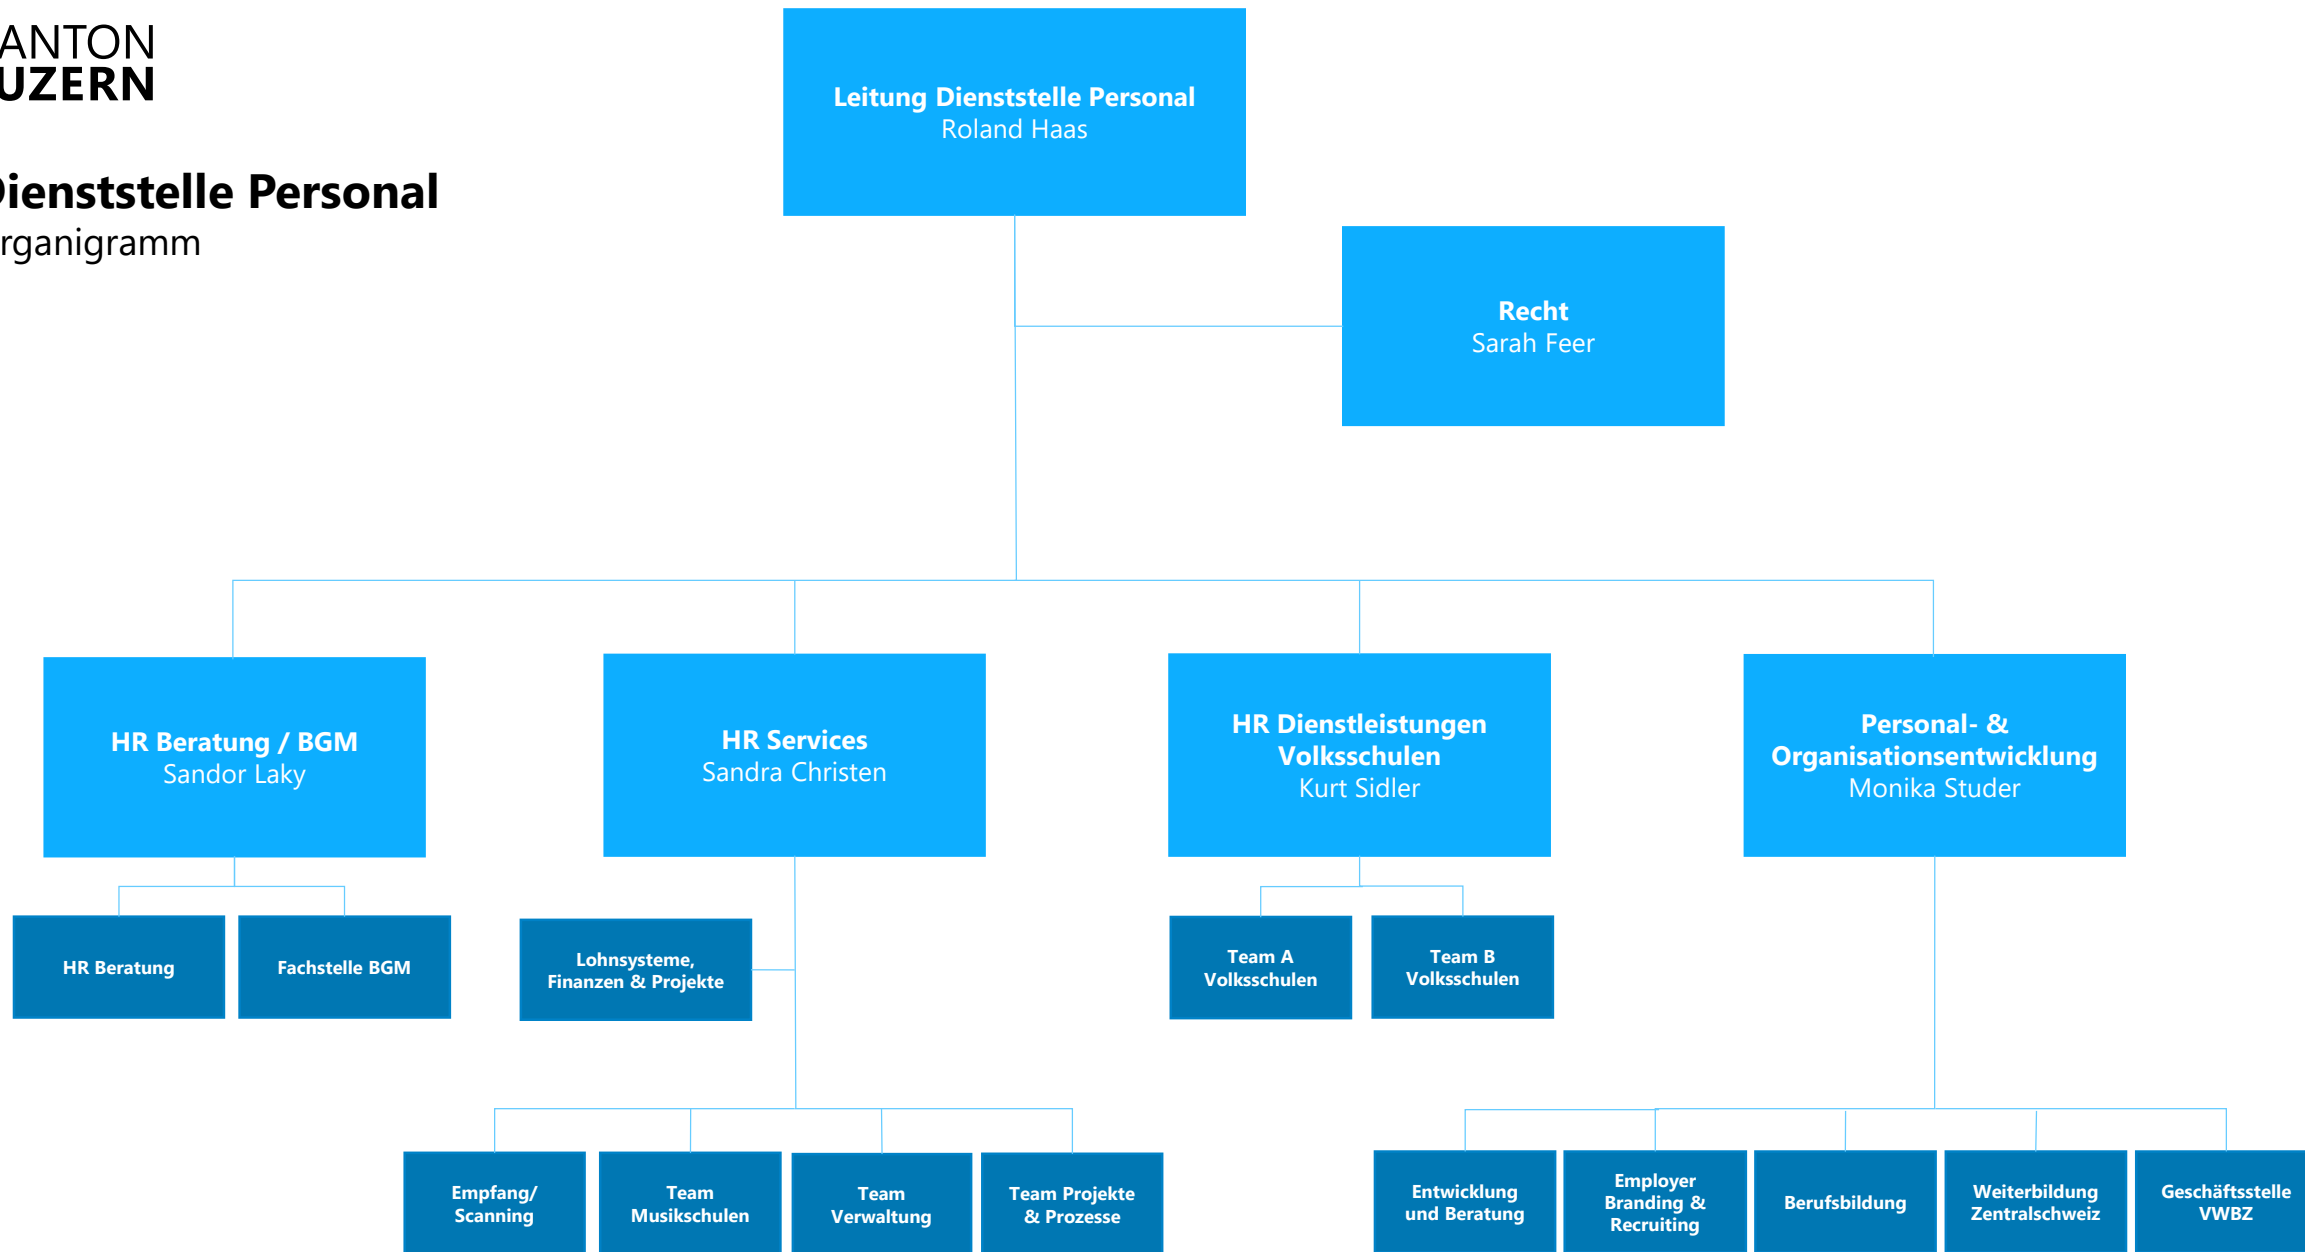 ANTON
UZERN
Dienststelle Personal
rganigramm
Leitung Dienststelle Personal
Roland Haas
Recht
Sarah Feer
HR Beratung / BGM
Sandor Laky
HR Services
Sandra Christen
HR Dienstleistungen
Volksschulen
Kurt Sidler
Personal- &
Organisationsentwicklung
Monika Studer
HR Beratung
Fachstelle BGM
Lohnsysteme,
Finanzen & Projekte
Team A
Volksschulen
Team B
Volksschulen
Empfang/
Scanning
Team
Musikschulen
Team
Verwaltung
Team Projekte
& Prozesse
Entwicklung
und Beratung
Employer
Branding &
Recruiting
Berufsbildung
Weiterbildung
Zentralschweiz
Geschäftsstelle
VWBZ